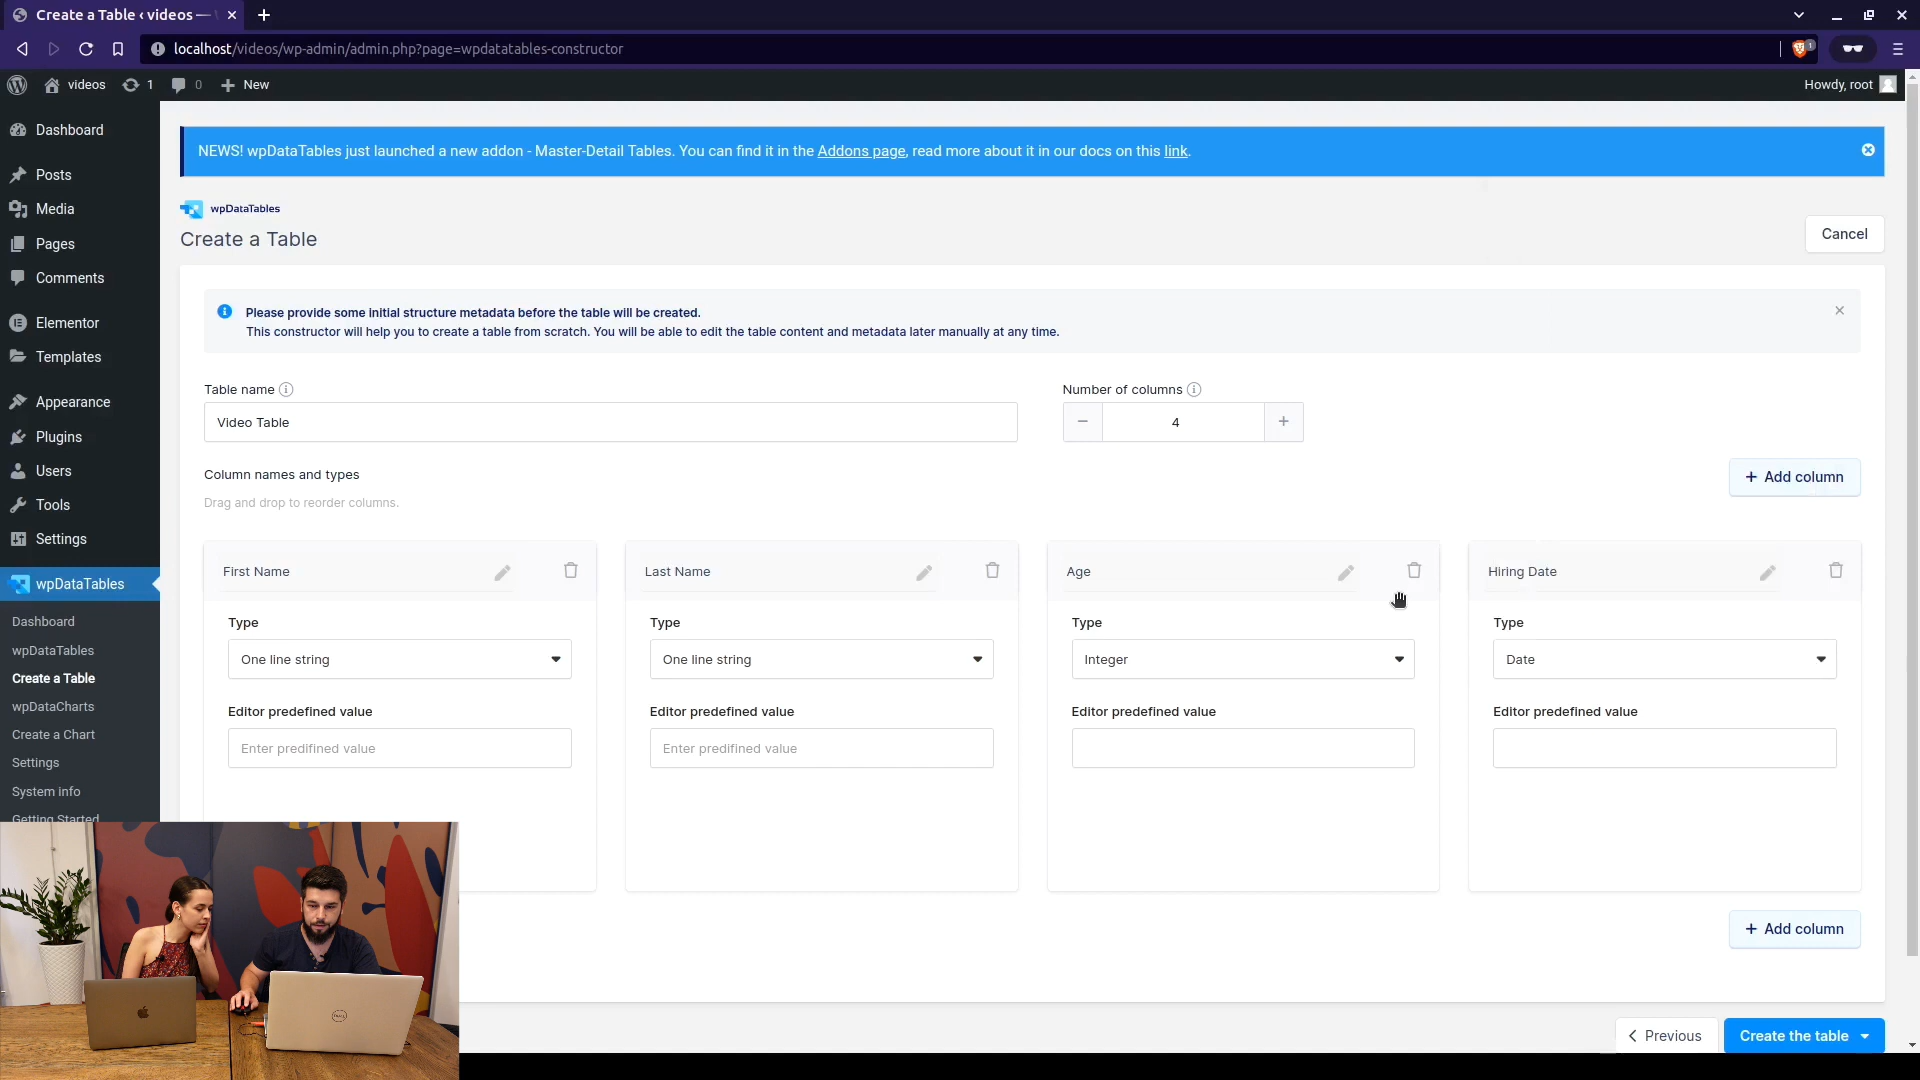 Create a Table ‹ videos —
localhost/videos/wp-admin/admin.php?page=wpdatatables-constructor
1
videos
1
0
New
Howdy, root
Dashboard
Posts
Media
Pages
Comments
Elementor
Templates
Appearance
Plugins
Users
Tools
Settings
wpDataTables
Dashboard
wpDataTables
Create a Table
wpDataCharts
Create a Chart
Settings
System info
Getting Started
NEWS! wpDataTables just launched a new addon - Master-Detail Tables. You can find it in the Addons page, read more about it in our docs on this link.
wpDataTables
Create a Table
Cancel
Please provide some initial structure metadata before the table will be created.
This constructor will help you to create a table from scratch. You will be able to edit the table content and metadata later manually at any time.
Table name
Number of columns
Video Table
4
Column names and types
+ Add column
Drag and drop to reorder columns.
First Name
Last Name
Age
Hiring Date
Type
Type
Type
Type
One line string
One line string
Integer
Date
Editor predefined value
Editor predefined value
Editor predefined value
Editor predefined value
Enter predifined value
Enter predifined value
+ Add column
Previous
Create the table
DELL